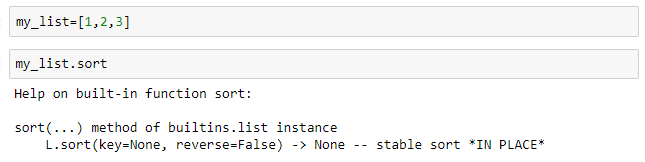 my_list=[1,2,3]
my_list.sort
Help on built-in function sort:
sort(...) method of builtins.list instance
L.sort(key=None, reverse=False) -> None -- stable sort *IN PLACE*